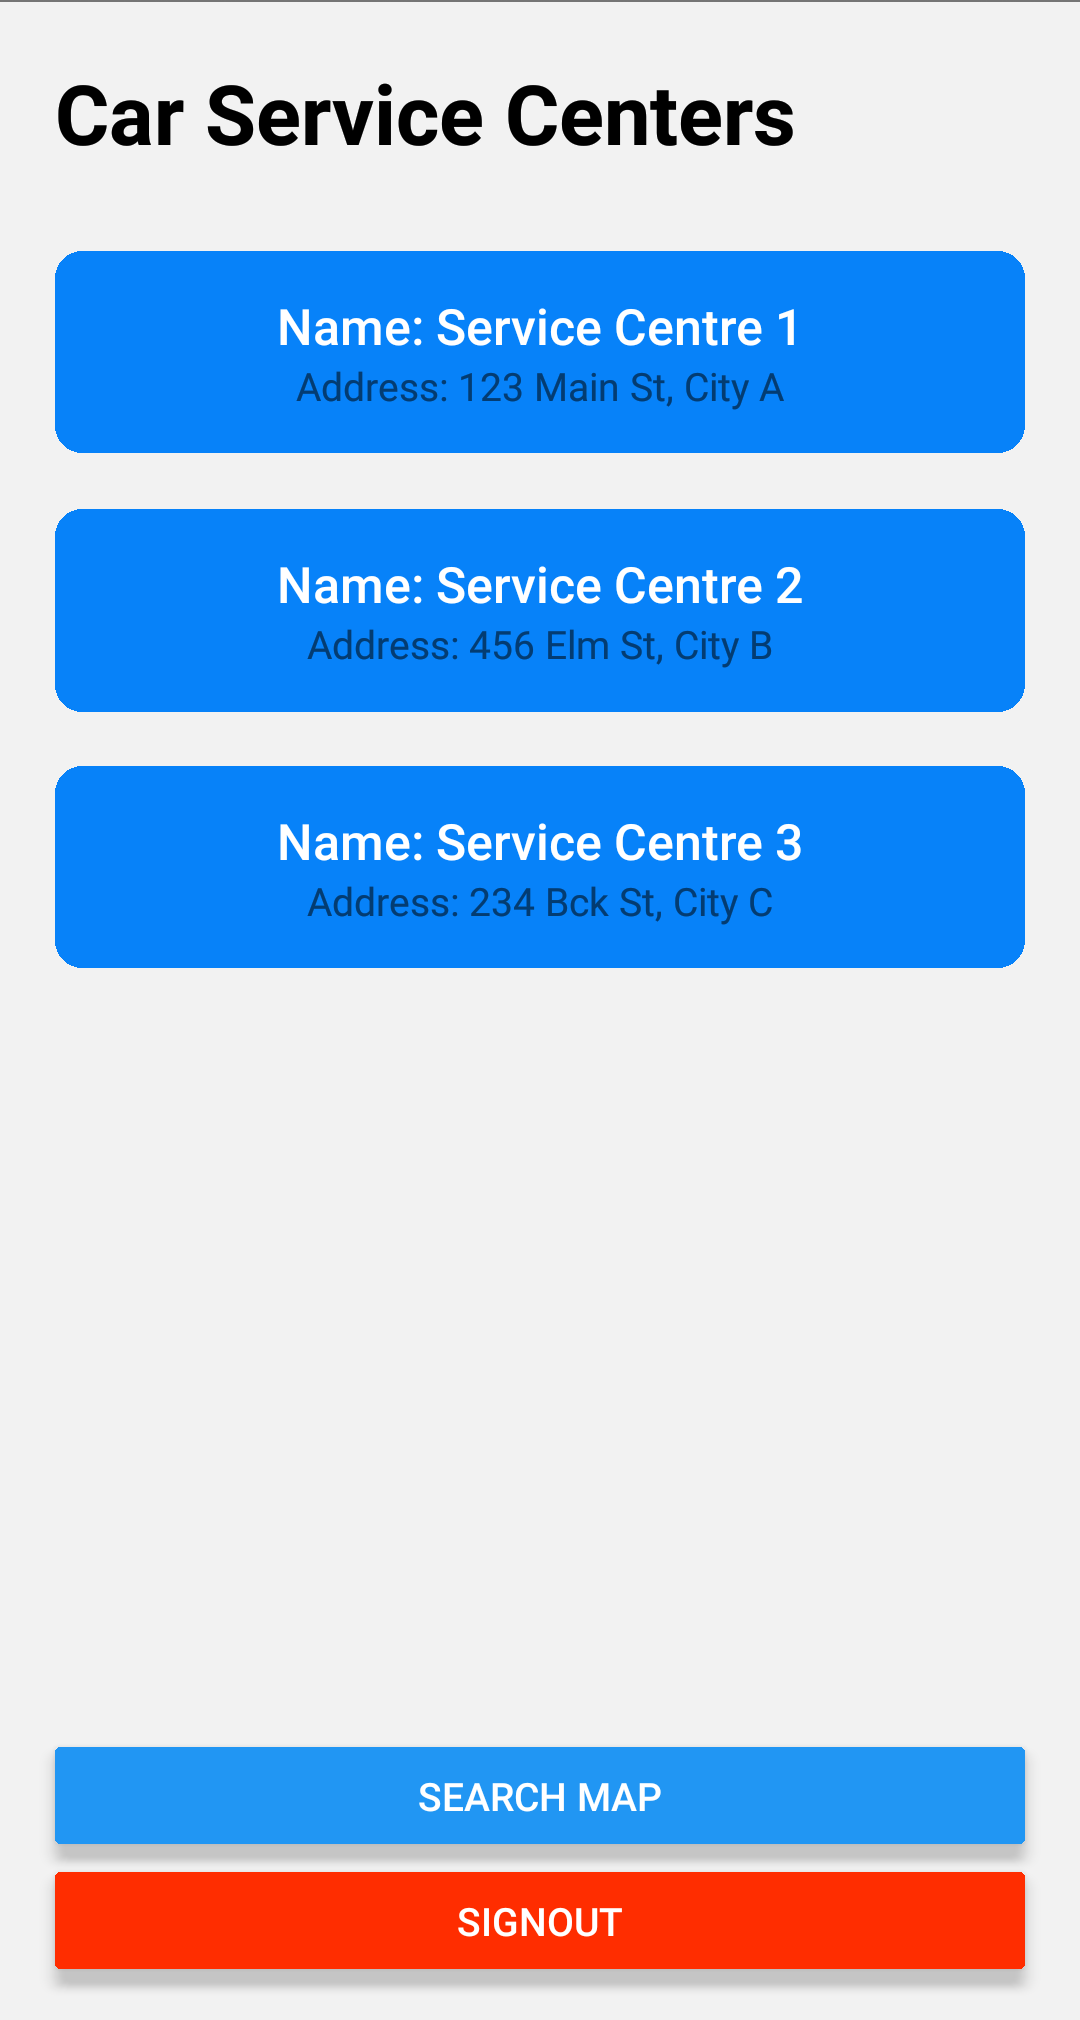 Car Service Centers
Name: Service Centre 1
Address: 123 Main St, City A
Name: Service Centre 2
Address: 456 Elm St, City B
Name: Service Centre 3
Address: 234 Bck St, City C
SEARCH MAP
SIGNOUT